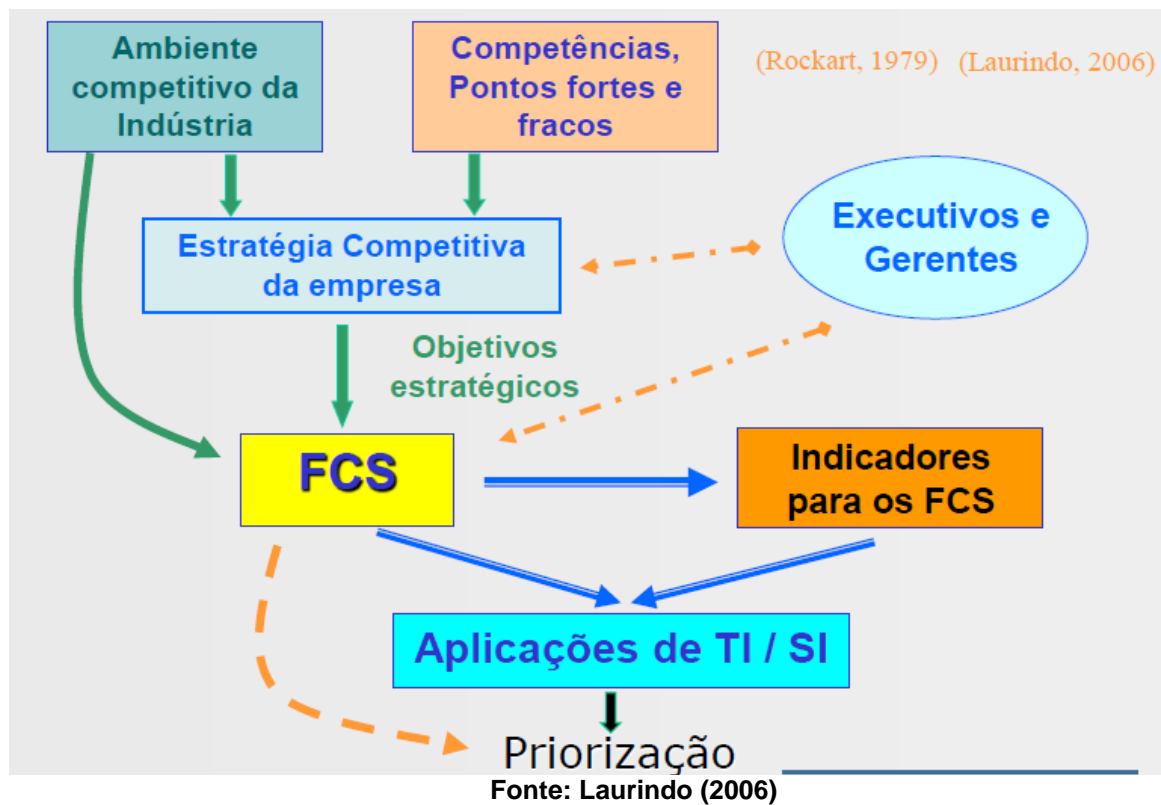 Ambiente
competitivo da
Indústria
Competências,
Pontos fortes e
fracos
(Rockart, 1979) (Laurindo, 2006)
Executivos e
Gerentes
Estratégia Competitiva
da empresa
Objetivos
estratégicos
FCS
Indicadores
para os FCS
Aplicações de TI / SI
Priorização
Fonte: Laurindo (2006)